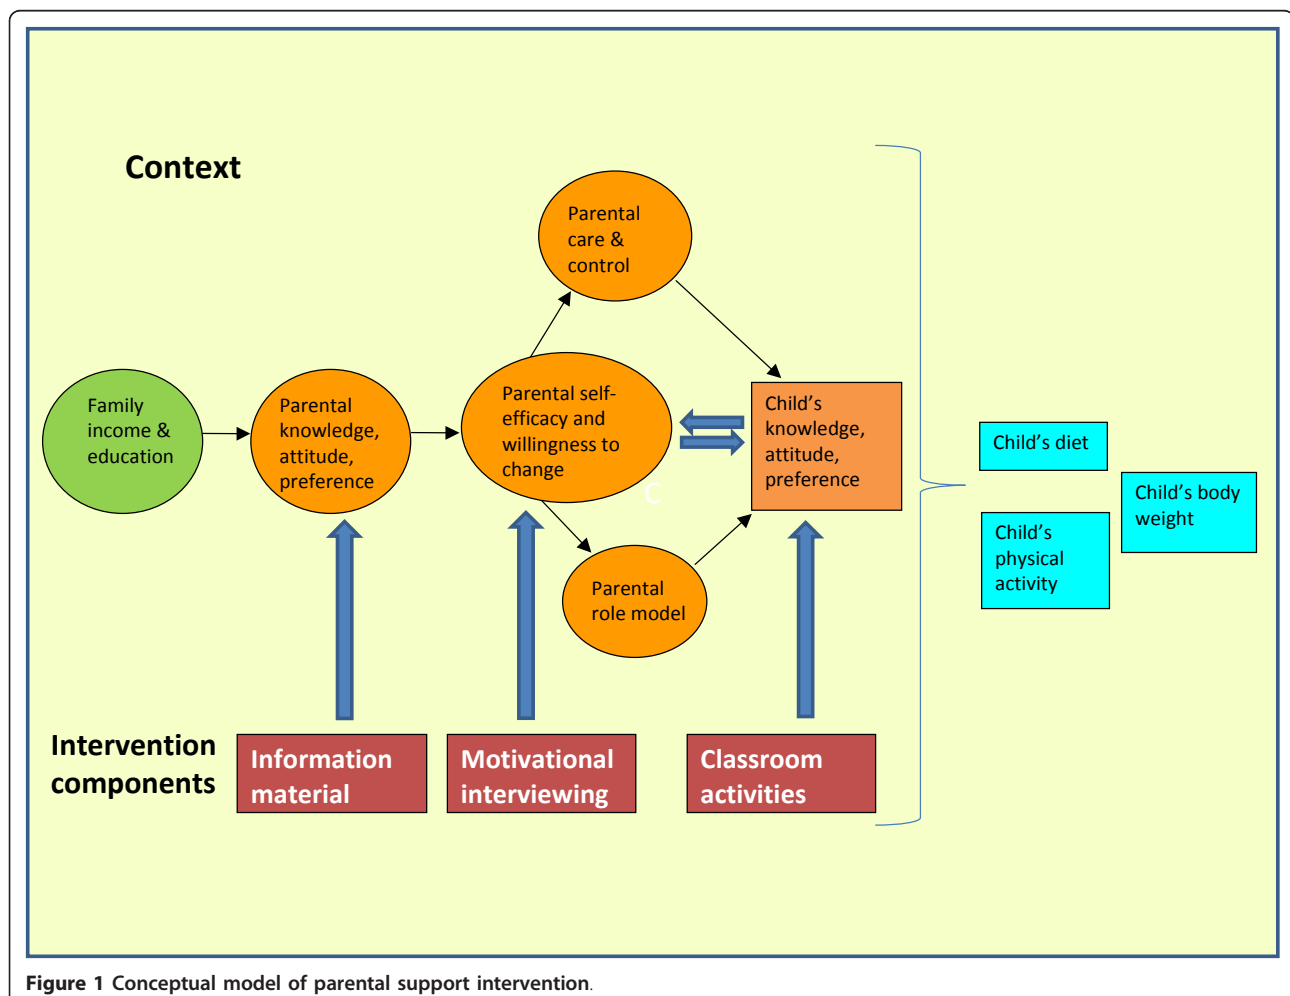 Context
Parental
care &
control
Family
income &
education
Parental
knowledge,
attitude,
preference
Parental self-
efficacy and
willingness to
change
C
Child's
knowledge,
attitude,
preference
Parental
role model
Child's diet
Child's body
weight
Child's
physical
activity
Intervention
components
Information
material
Motivational
interviewing
Classroom
activities
Figure 1 Conceptual model of parental support intervention.